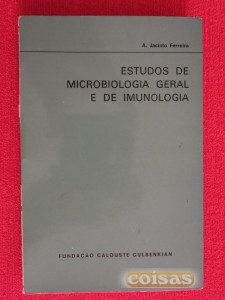 A. Jacinto Ferreira
ESTUDOS DE
MICROBIOLOGIA GERAL
E DE IMUNOLOGIA
FUNDAÇÃO CALOUSTE GULBENKIAN
coisas